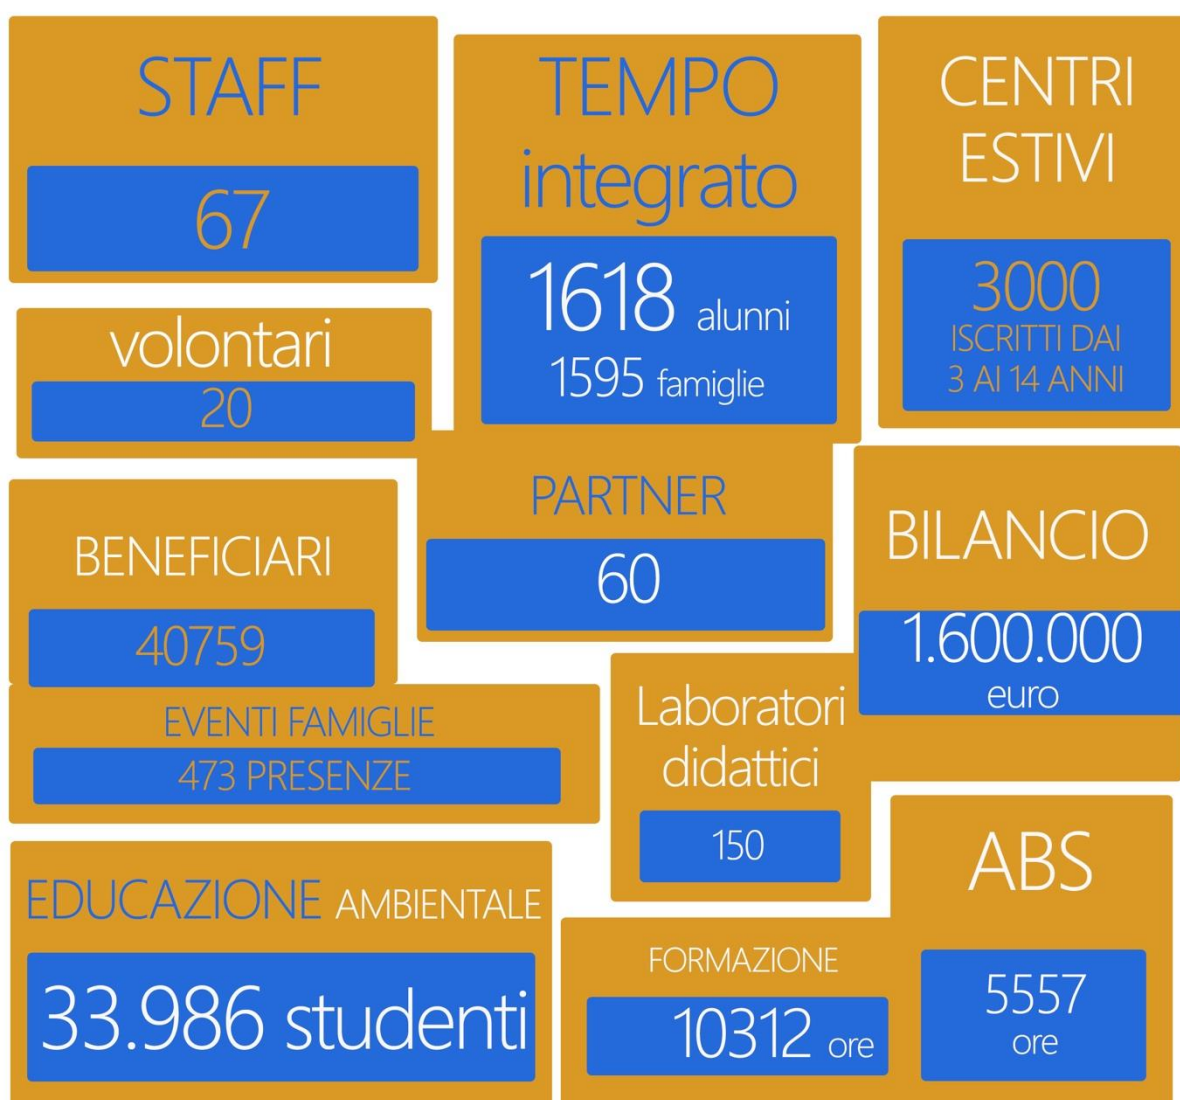 STAFF
67
TEMPO
integrato
1618 alunni
1595 famiglie
CENTRI
ESTIVI
3000
ISCRITTI DAI
3 AI 14 ANNI
volontari
20
PARTNER
60
BENEFICIARI
40759
BILANCIO
1.600.000
euro
EVENTI FAMIGLIE
473 PRESENZE
Laboratori
didattici
150
EDUCAZIONE AMBIENTALE
33.986 studenti
FORMAZIONE
10312 ore
ABS
5557
ore